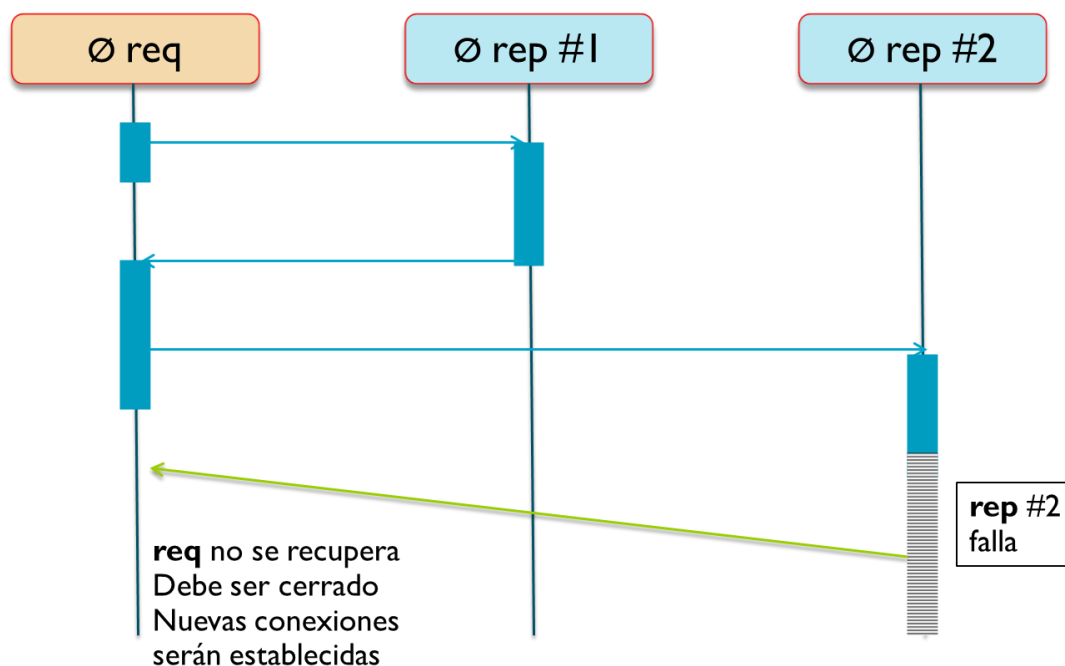 Ø req
Ø rep #1
Ø rep #2
rep #2
falla
req no se recupera
Debe ser cerrado
Nuevas conexiones
serán establecidas